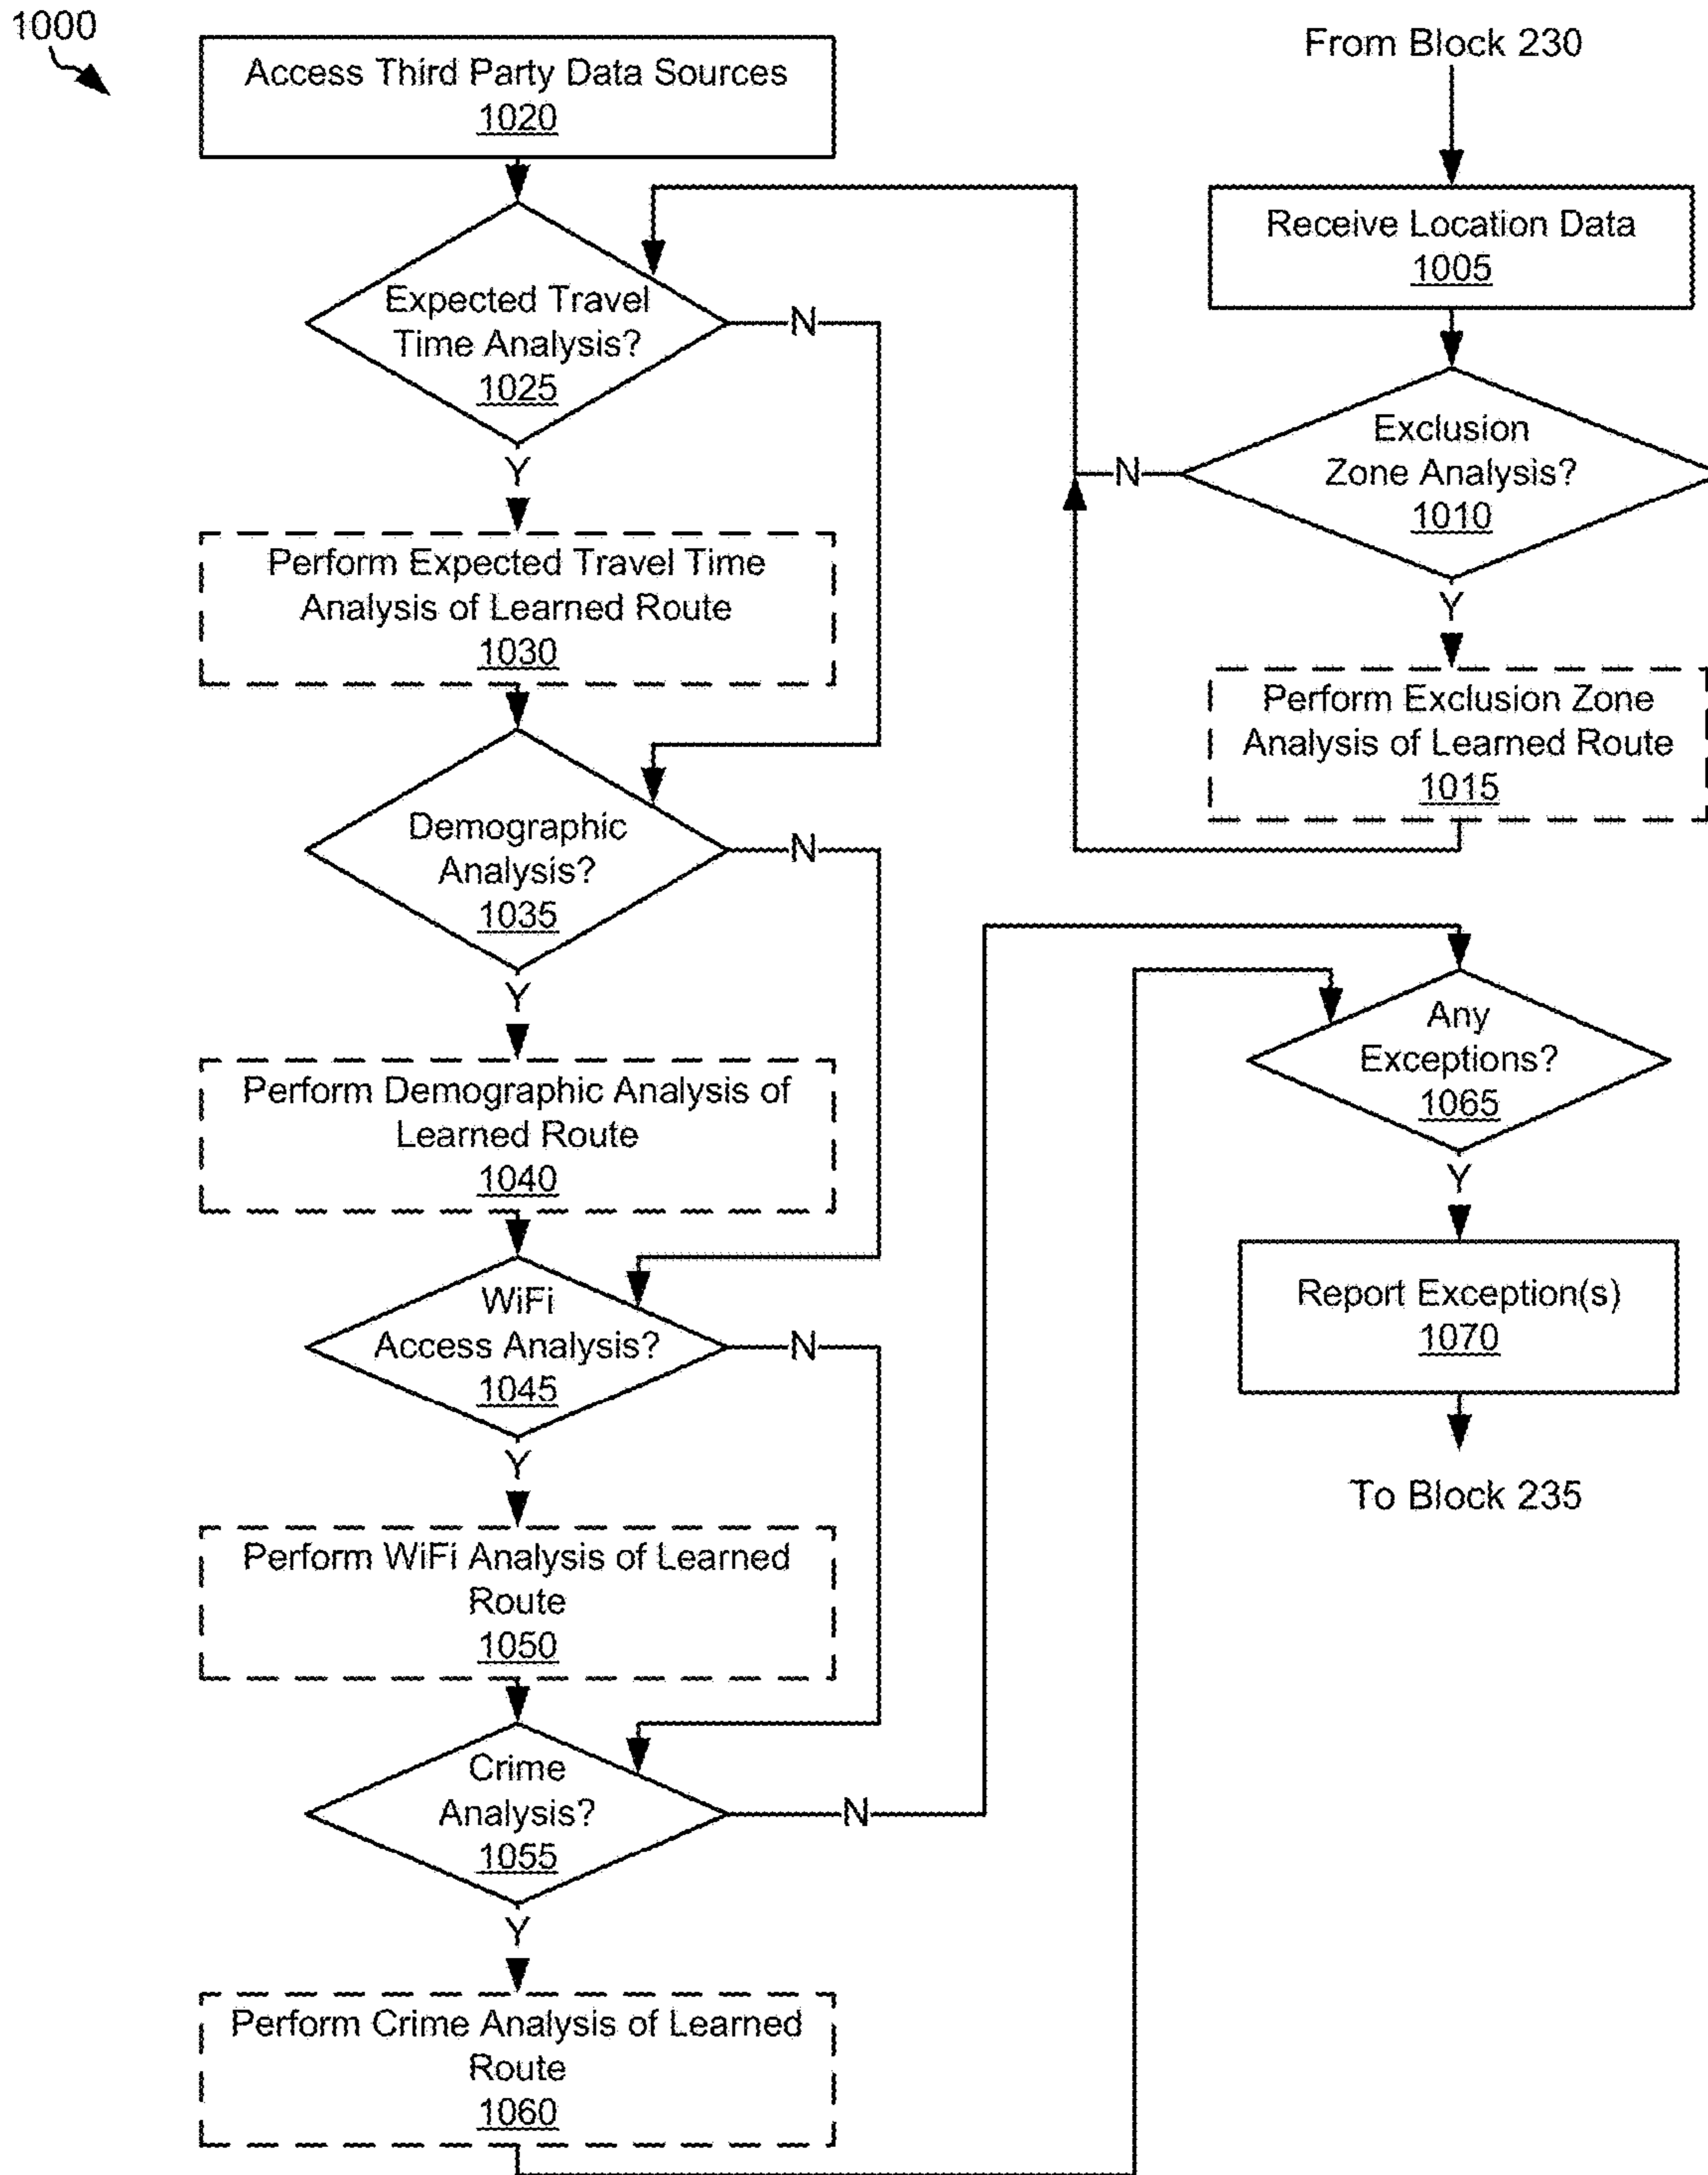 1000
Access Third Party Data Sources
1020
Expected Travel
Time Analysis?
1025
N
Y
Perform Expected Travel Time
Analysis of Learned Route
1030
Demographic
Analysis?
1035
N
Y
Perform Demographic Analysis of
Learned Route
1040
WiFi
Access Analysis?
1045
N
Y
Perform WiFi Analysis of Learned
Route
1050
Crime
Analysis?
1055
N
Y
Perform Crime Analysis of Learned
Route
1060
From Block 230
Receive Location Data
1005
Exclusion
Zone Analysis?
1010
N
Y
Perform Exclusion Zone
Analysis of Learned Route
1015
Any
Exceptions?
1065
Y
Report Exception(s)
1070
To Block 235